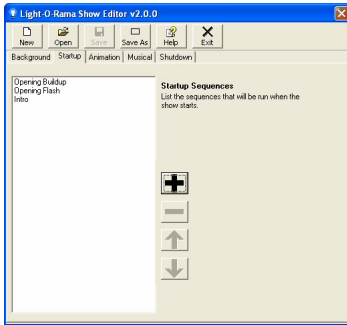 Light-O-Rama Show Editor v2.0.0
New Open Save Save As Help Exit
Background Startup Animation Musical Shutdown
Opening Buildup
Opening Flash
Intro
Startup Sequences
List the sequences that will be run when the
show starts.